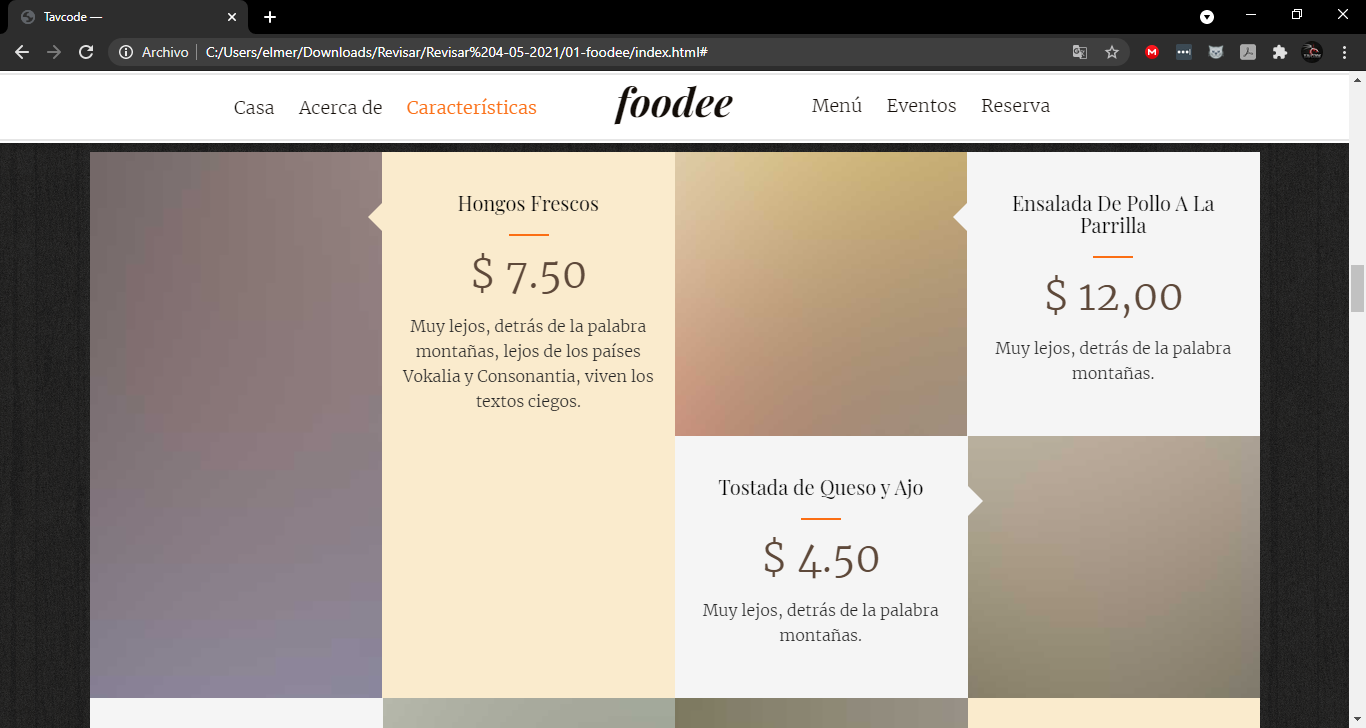 Tavcode —
Archivo
C:/Users/elmer/Downloads/Revisar/Revisar%204-05-2021/01-foodee/index.html#
Casa
Acerca de
Características
foodee
Menú
Eventos
Reserva
Hongos Frescos
$ 7.50
Muy lejos, detrás de la palabra
montañas, lejos de los países
Vokalia y Consonantia, viven los
textos ciegos.
Ensalada De Pollo A La
Parrilla
$ 12,00
Muy lejos, detrás de la palabra
montañas.
Tostada de Queso y Ajo
$ 4.50
Muy lejos, detrás de la palabra
montañas.